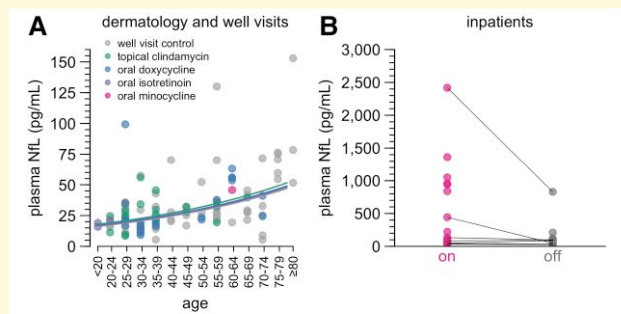 A
dermatology and well visits
well visit control
topical clindamycin
oral doxycycline
oral isotretinoin
oral minocycline
plasma NfL (pg/mL)
150
125
100
75
50
25
0
<20
20-24
25-29
30-34
35-39
40-44
45-49
50-54
55-59
60-64
65-69
70-74
75-79
≥80
age
B
inpatients
plasma NfL (pg/mL)
3,000
2,500
2,000
1,500
1,000
500
0
on
off